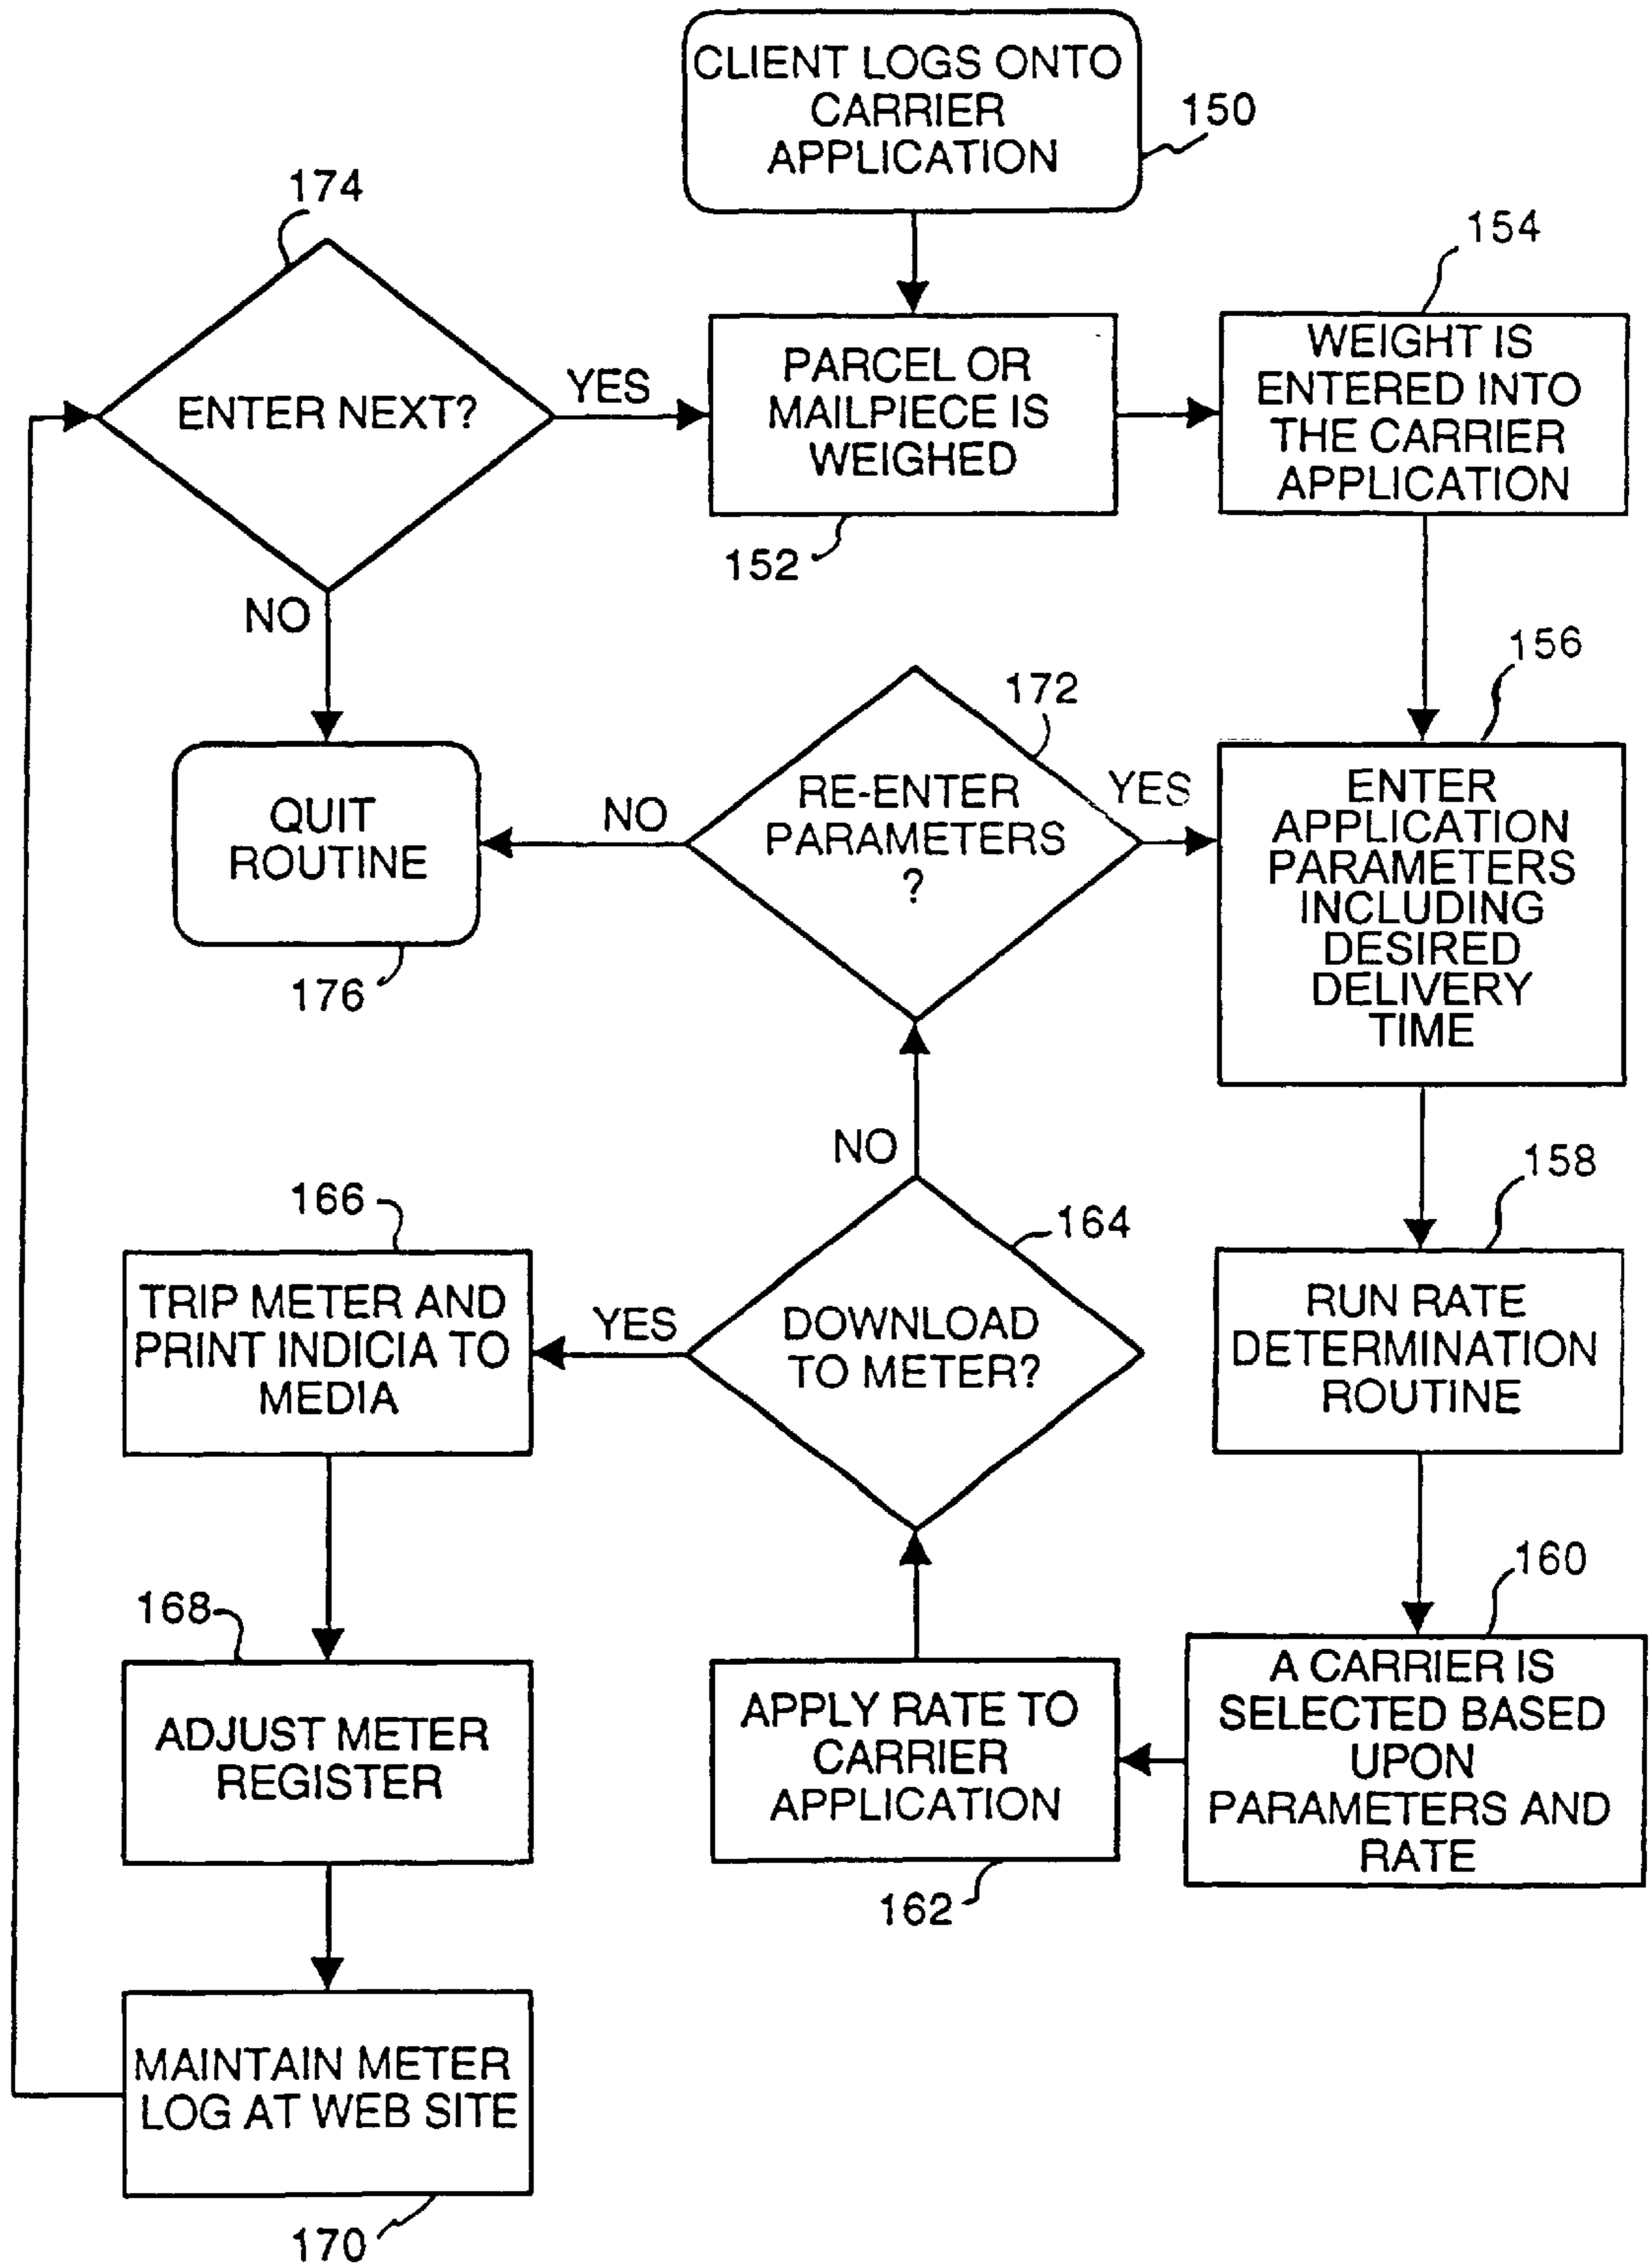 CLIENT LOGS ONTO
CARRIER
APPLICATION
150
174
ENTER NEXT?
YES
NO
PARCEL OR
MAILPIECE IS
WEIGHED
152
154
WEIGHT IS
ENTERED INTO
THE CARRIER
APPLICATION
156
ENTER
APPLICATION
PARAMETERS
INCLUDING
DESIRED
DELIVERY
TIME
172
RE-ENTER
PARAMETERS
?
YES
NO
QUIT
ROUTINE
176
158
RUN RATE
DETERMINATION
ROUTINE
160
A CARRIER IS
SELECTED BASED
UPON
PARAMETERS AND
RATE
APPLY RATE TO
CARRIER
APPLICATION
162
164
DOWNLOAD
TO METER?
NO
YES
166
TRIP METER AND
PRINT INDICIA TO
MEDIA
168
ADJUST METER
REGISTER
MAINTAIN METER
LOG AT WEB SITE
170